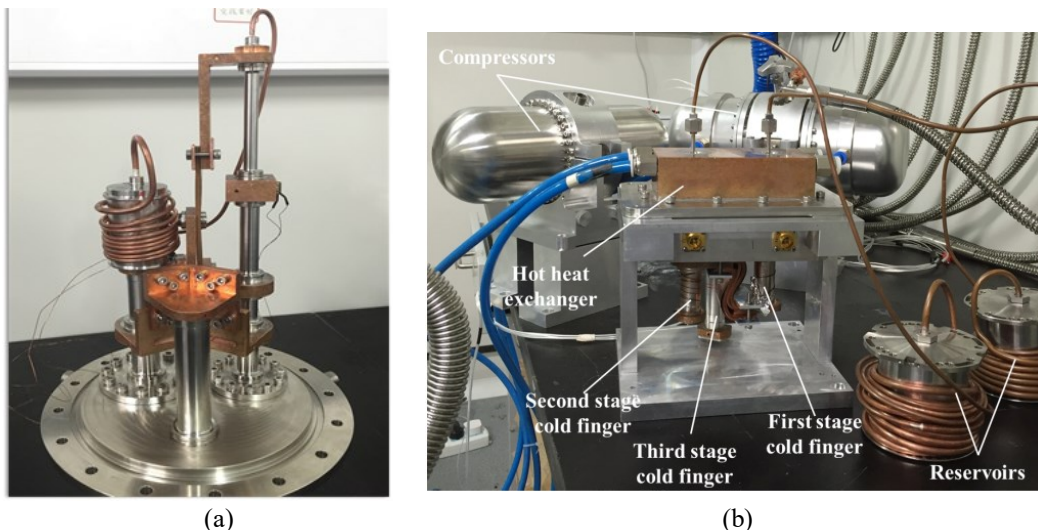 Compressors
Hot heat
exchanger
Second stage
cold finger
Third stage
cold finger
First stage
cold finger
Reservoirs
(a)
(b)